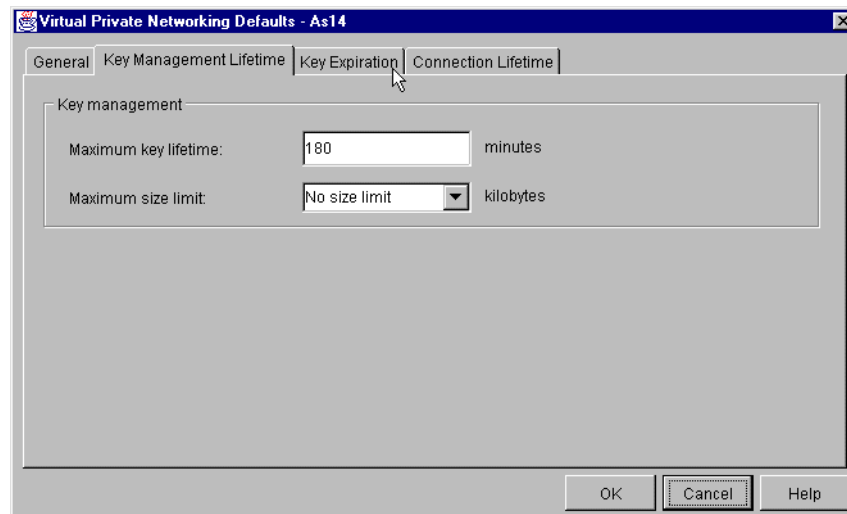 Virtual Private Networking Defaults - As14
General Key Management Lifetime Key Expiration Connection Lifetime
Key management
Maximum key lifetime: 180 minutes
Maximum size limit: No size limit kilobytes
OK Cancel Help